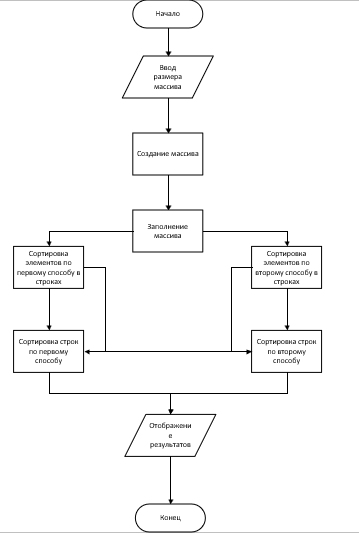 Начало
Ввод
размера
массива
Создание массива
Заполнение
массива
Сортировка
элементов по
первому способу в
строках
Сортировка
элементов по
второму способу в
строках
Сортировка строк
по первому
способу
Сортировка строк
по второму
способу
Отображени
е
результатов
Конец